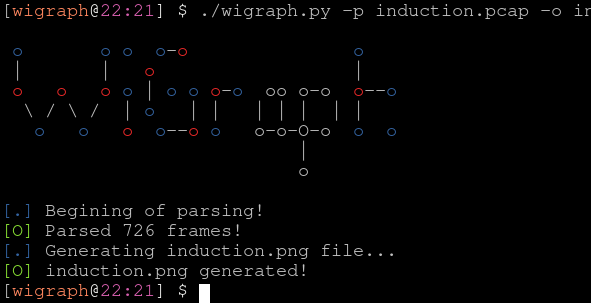 [wigraph@22:21] $ ./wigraph.py -p induction.pcap -o in
[.] Begining of parsing!
[O] Parsed 726 frames!
[.] Generating induction.png file...
[O] induction.png generated!
[wigraph@22:21] $